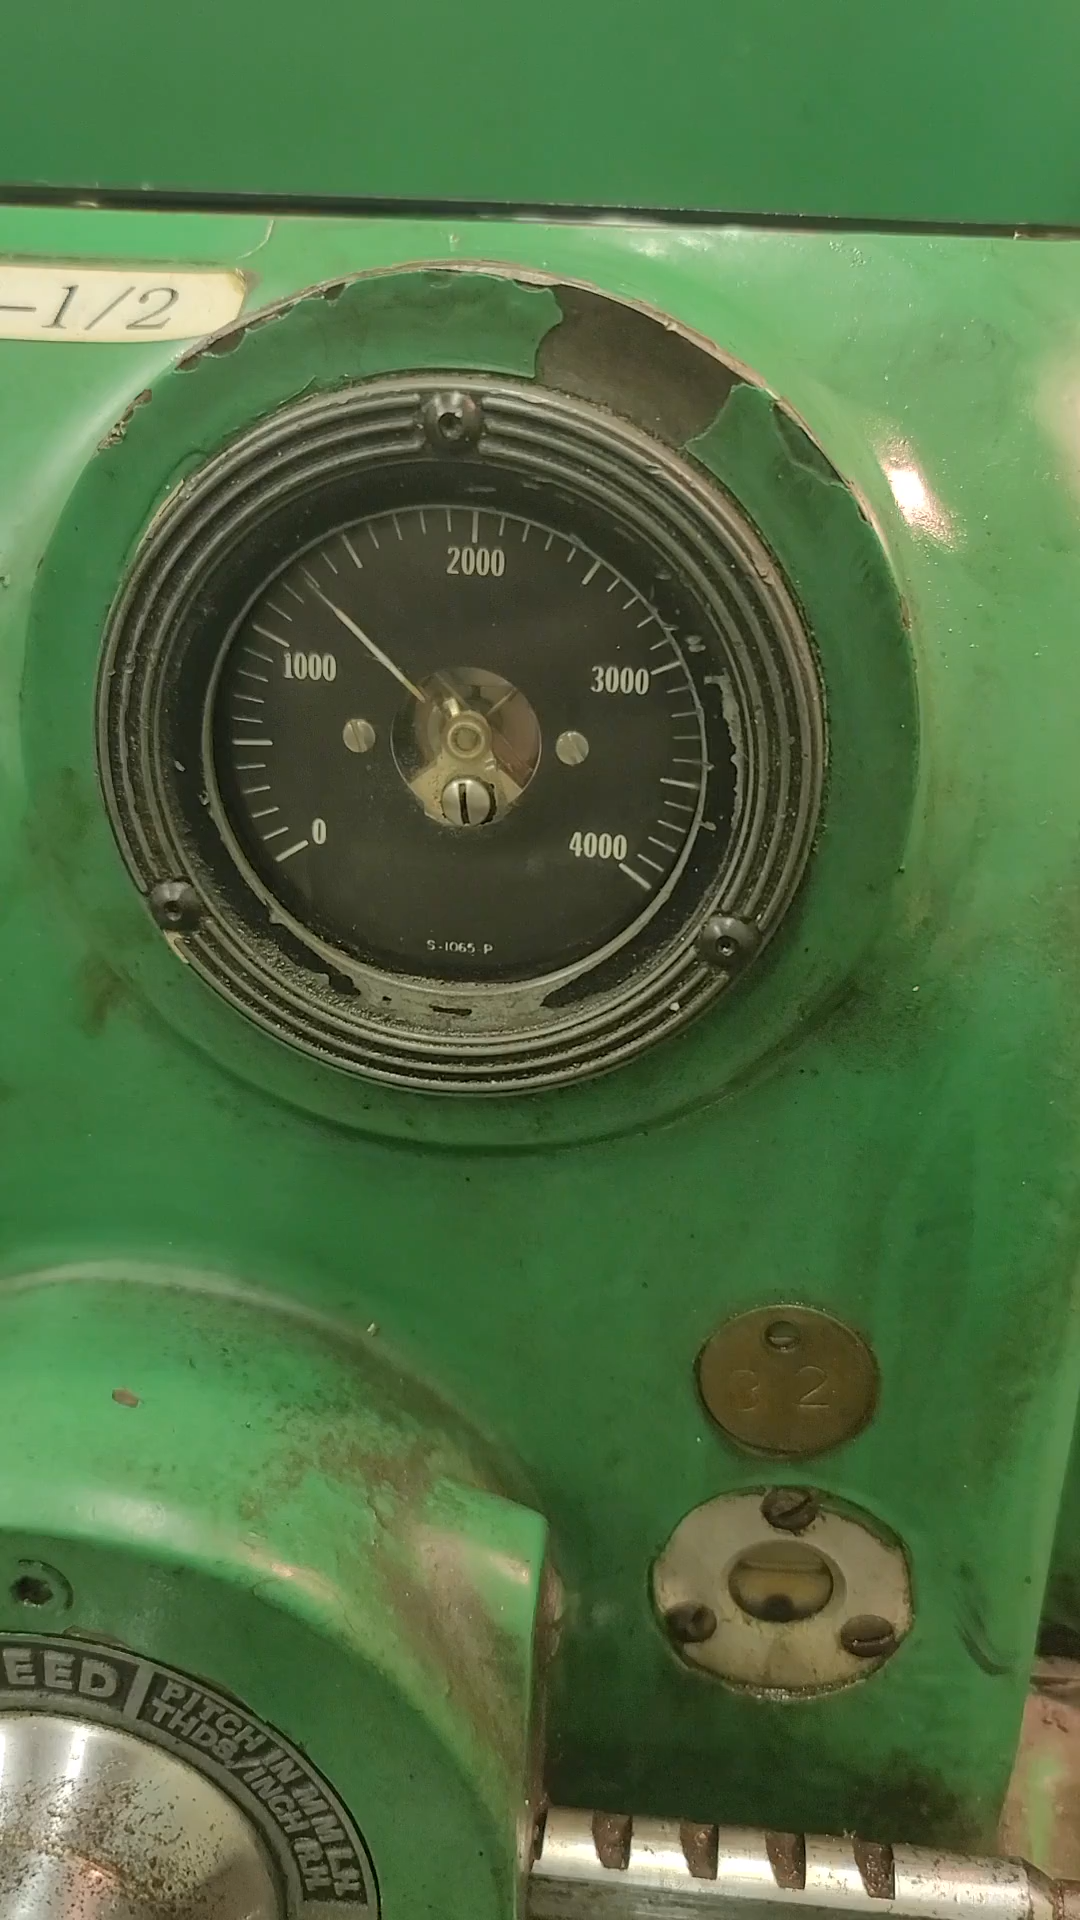 -1/2
2000
1000
3000
0
4000
S-1065-P
32
EED
PITCH IN MM LH
THDS/INCH RH